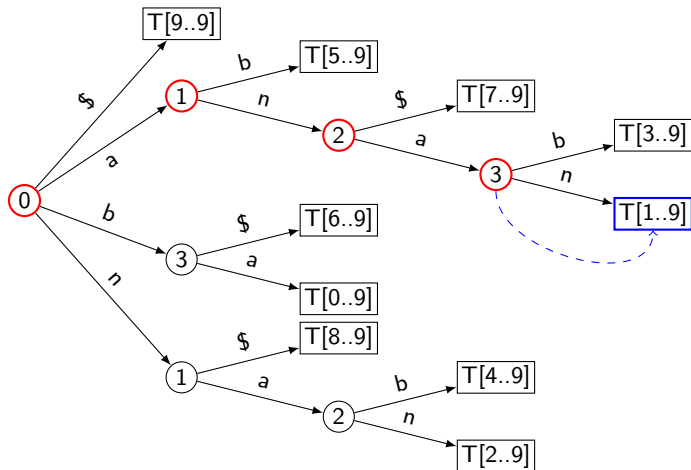 T[9..9]
$
b
T[5..9]
1
n
$
T[7..9]
a
2
a
b
T[3..9]
3
n
0
T[1..9]
b
$
T[6..9]
3
a
n
T[0..9]
$
T[8..9]
1
a
b
T[4..9]
2
n
T[2..9]